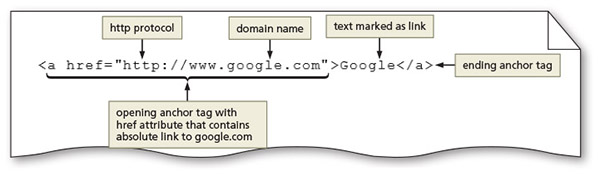 http protocol
domain name
text marked as link
<a href="http://www.google.com">Google</a>
ending anchor tag
opening anchor tag with
href attribute that contains
absolute link to google.com